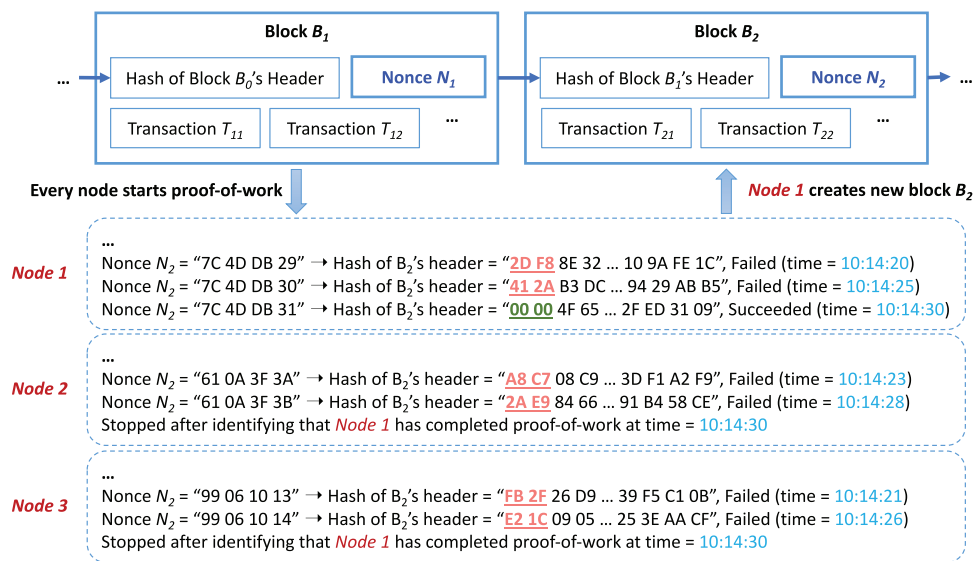 Block B1
Block B2
...
Hash of Block B0's Header
Nonce N1
Hash of Block B1's Header
Nonce N2
...
Transaction T11
Transaction T12
...
Transaction T21
Transaction T22
...
Every node starts proof-of-work
Node 1 creates new block B2
...
Node 1
Nonce N2 = “7C 4D DB 29” ➝ Hash of B2's header = “2D F8 8E 32 ... 10 9A FE 1C”, Failed (time = 10:14:20)
Nonce N2 = “7C 4D DB 30” ➝ Hash of B2's header = “41 2A B3 DC ... 94 29 AB B5”, Failed (time = 10:14:25)
Nonce N2 = “7C 4D DB 31” ➝ Hash of B2's header = “00 00 4F 65 ... 2F ED 31 09”, Succeeded (time = 10:14:30)
...
Node 2
Nonce N2 = “61 0A 3F 3A” ➝ Hash of B2's header = “A8 C7 08 C9 ... 3D F1 A2 F9”, Failed (time = 10:14:23)
Nonce N2 = “61 0A 3F 3B” ➝ Hash of B2's header = “2A E9 84 66 ... 91 B4 58 CE”, Failed (time = 10:14:28)
Stopped after identifying that Node 1 has completed proof-of-work at time = 10:14:30
...
Node 3
Nonce N2 = “99 06 10 13” ➝ Hash of B2's header = “FB 2F 26 D9 ... 39 F5 C1 0B”, Failed (time = 10:14:21)
Nonce N2 = “99 06 10 14” ➝ Hash of B2's header = “E2 1C 09 05 ... 25 3E AA CF”, Failed (time = 10:14:26)
Stopped after identifying that Node 1 has completed proof-of-work at time = 10:14:30